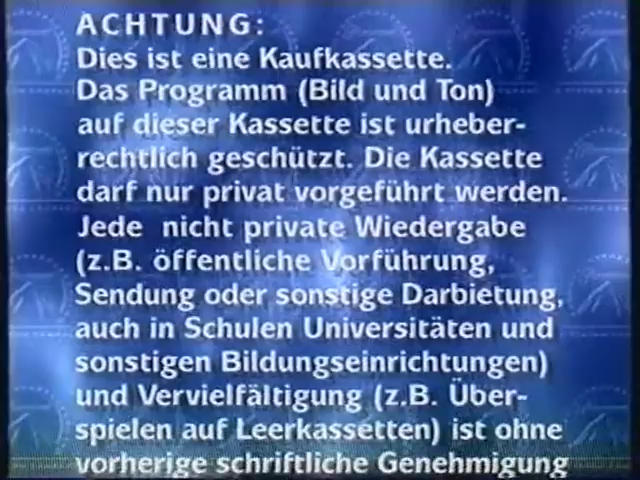 ACHTUNG:
Dies ist eine Kaufkassette.
Das Programm (Bild und Ton)
auf dieser Kassette ist urheber-
rechtlich geschützt. Die Kassette
darf nur privat vorgeführt werden.
Jede  nicht private Wiedergabe
(z.B. öffentliche Vorführung,
Sendung oder sonstige Darbietung,
auch in Schulen Universitäten und
sonstigen Bildungseinrichtungen)
und Vervielfältigung (z.B. Über-
spielen auf Leerkassetten) ist ohne
vorherige schriftliche Genehmigung